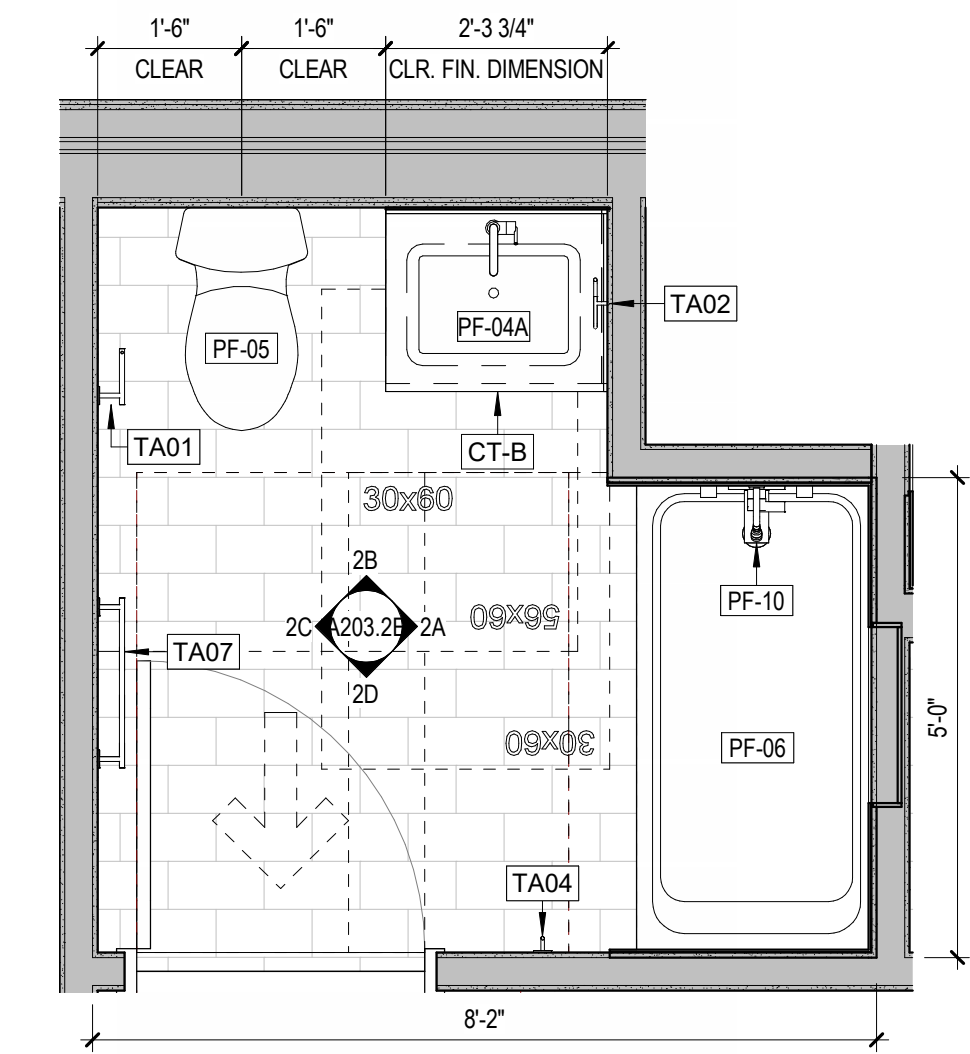 1'-6" 1'-6" 2'-3 3/4"
CLEAR CLEAR CLR. FIN. DIMENSION
TA02
PF-04A
PF-05
TA01
CT-B
30x60
2B
PF-10
56x60
2C A203.2B 2A
TA07
2D
5'-0"
30x60
PF-06
TA04
8'-2"